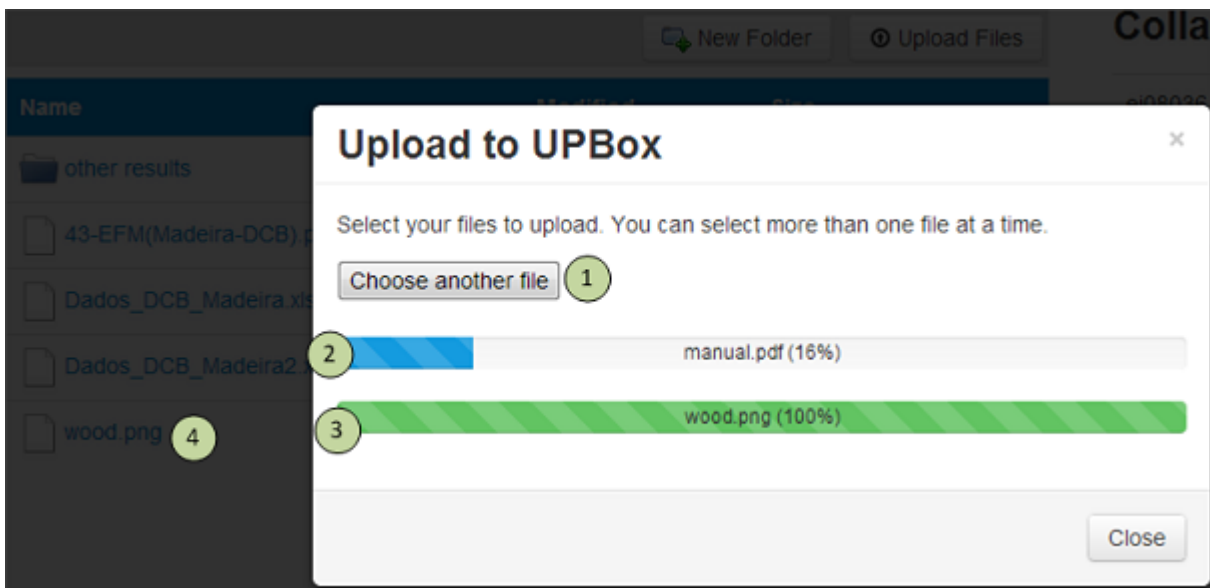 New Folder
Upload Files
Colla
Name
Upload to UPBox
×
other results
Select your files to upload. You can select more than one file at a time.
43-EFM(Madeira-DCB).p
Choose another file
1
Dados_DCB_Madeira.xls
2
manual.pdf (16%)
Dados_DCB_Madeira2.x
3
wood.png (100%)
wood.png
4
Close